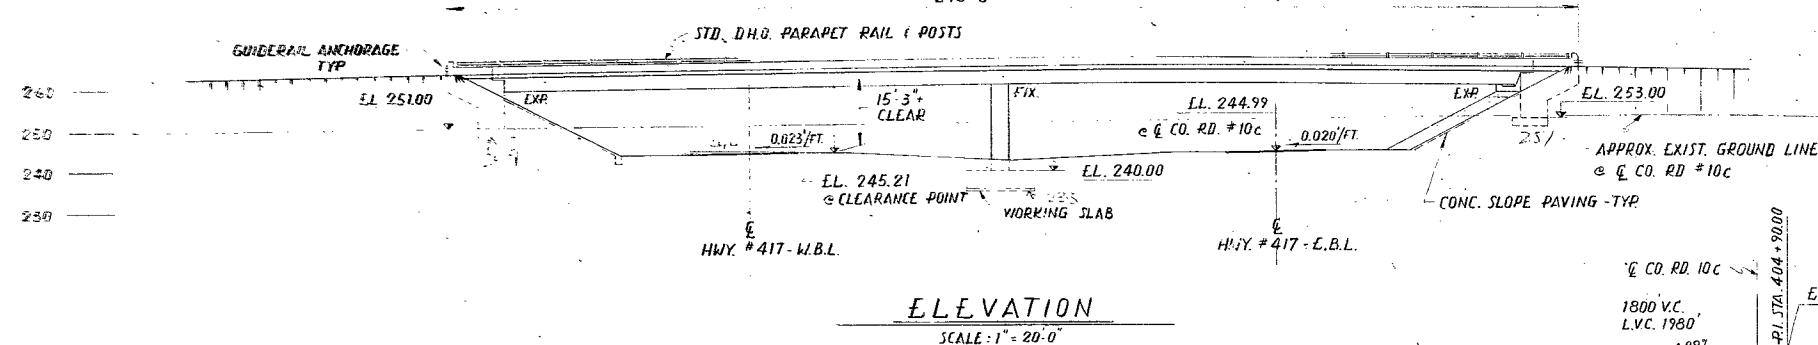 STD. D.H.O. PARAPET RAIL & POSTS
GUIDERAIL ANCHORAGE
TYP.
260
EL. 251.00
EXP.
15'3"+
CLEAR
FIX.
EL. 244.99
@ ℄ CO. RD. #10c
EXP.
EL. 253.00
250
0.023'/FT.
0.020'/FT.
APPROX. EXIST. GROUND LINE
@ ℄ CO. RD #10c
240
EL. 245.21
@ CLEARANCE POINT
EL. 240.00
WORKING SLAB
CONC. SLOPE PAVING - TYP.
230
℄
HWY. #417 - W.B.L.
℄
HWY. #417 - E.B.L.
℄ CO. RD. 10c
1800' V.C.
L.V.C. 1980'
P.I. STA. 404+90.00
ELEVATION
SCALE: 1" = 20'-0"